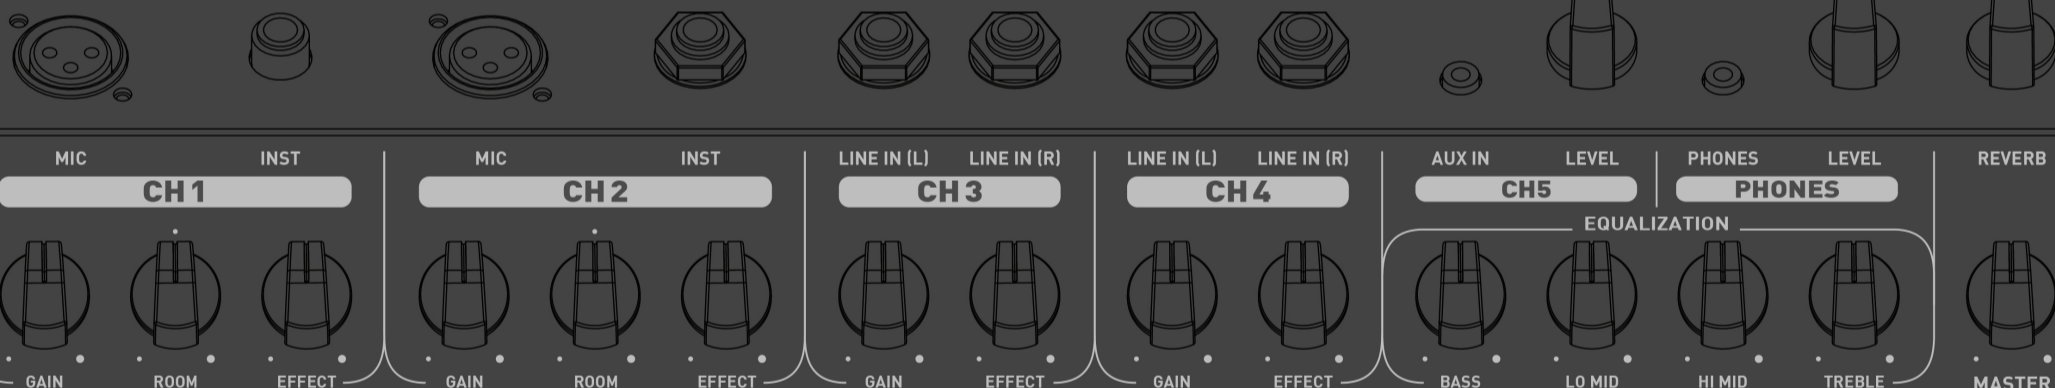 MIC INST MIC INST LINE IN (L) LINE IN (R) LINE IN (L) LINE IN (R) AUX IN LEVEL PHONES LEVEL REVERB
CH 1 CH 2 CH 3 CH 4 CH5 PHONES
EQUALIZATION
GAIN ROOM EFFECT GAIN ROOM EFFECT GAIN EFFECT GAIN EFFECT BASS LO MID HI MID TREBLE MASTER